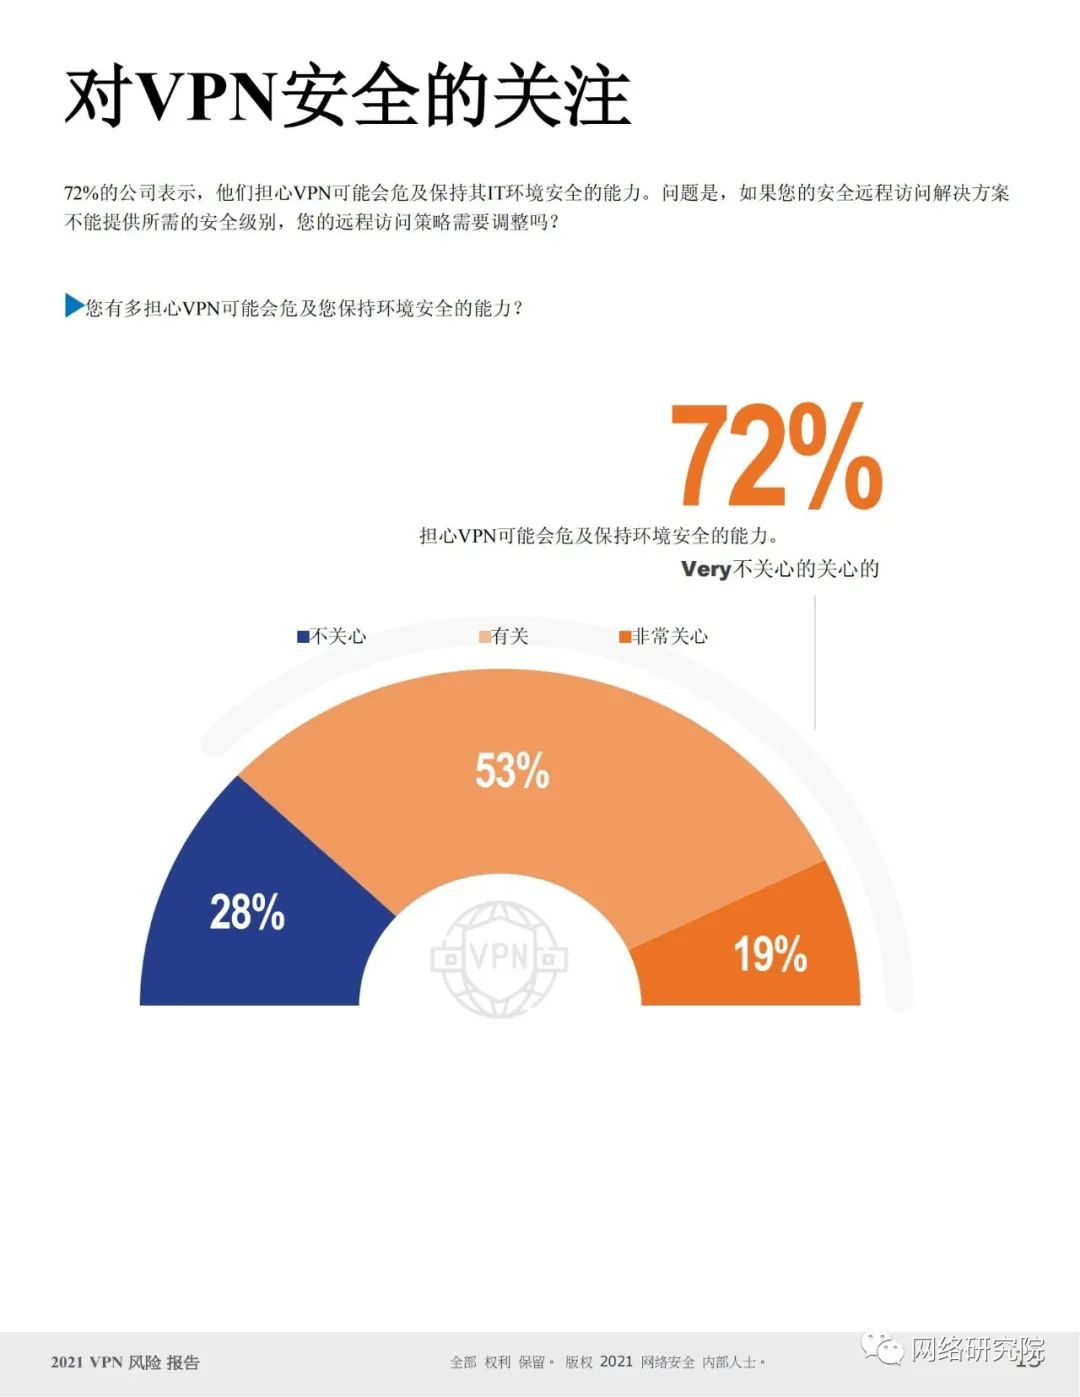 对VPN安全的关注
72%的公司表示，他们担心VPN可能会危及保持其IT环境安全的能力。问题是，如果您的安全远程访问解决方案
不能提供所需的安全级别，您的远程访问策略需要调整吗？
您有多担心VPN可能会危及您保持环境安全的能力？
72%
担心VPN可能会危及保持环境安全的能力。
Very不关心的关心的
不关心 有关 非常关心
53%
28%
19%
VPN
2021 VPN 风险 报告 全部 权利 保留。 版权 2021 网络安全 内部人士。
网络研究院